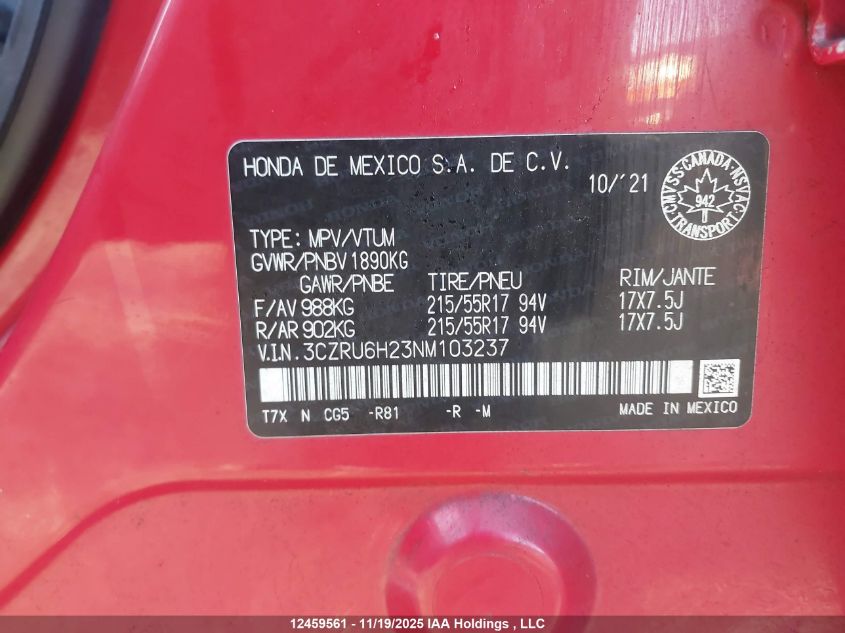 HONDA DE MEXICO S.A. DE C.V.
10/'21
CMVSS·CANADA·NSVAC·TRANSPORT·
942
TYPE: MPV/VTUM
GVWR/PNBV 1890KG
GAWR/PNBE TIRE/PNEU RIM/JANTE
F/AV 988KG 215/55R17 94V 17X7.5J
R/AR 902KG 215/55R17 94V 17X7.5J
V.I.N. 3CZRU6H23NM103237
T7X N CG5 -R81 -R -M MADE IN MEXICO
12459561 - 11/19/2025 IAA Holdings , LLC